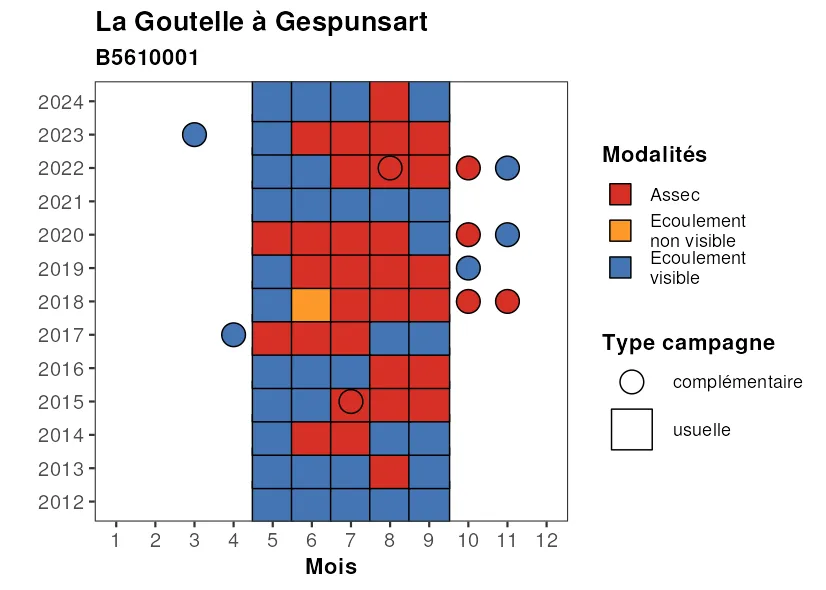 La Goutelle à Gespunsart
B5610001
2024
2023
2022
2021
2020
2019
2018
2017
2016
2015
2014
2013
2012
1 2 3 4 5 6 7 8 9 10 11 12
Mois
Modalités
Assec
Ecoulement
non visible
Ecoulement
visible
Type campagne
complémentaire
usuelle